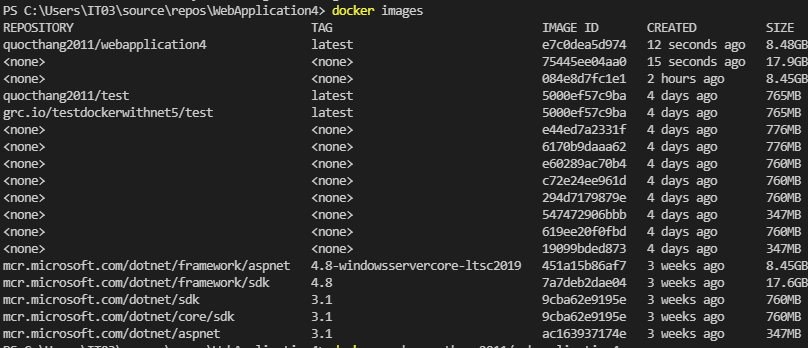 PS C:\Users\IT03\source\repos\WebApplication4> docker images
REPOSITORY TAG IMAGE ID CREATED SIZE
quocthang2011/webapplication4 latest e7c0dea5d974 12 seconds ago 8.48GB
<none> <none> 75445ee04aa0 15 seconds ago 17.9GB
<none> <none> 084e8d7fc1e1 2 hours ago 8.45GB
quocthang2011/test latest 5000ef57c9ba 4 days ago 765MB
grc.io/testdockerwithnet5/test latest 5000ef57c9ba 4 days ago 765MB
<none> <none> e44ed7a2331f 4 days ago 776MB
<none> <none> 6170b9daaa62 4 days ago 776MB
<none> <none> e60289ac70b4 4 days ago 760MB
<none> <none> c72e24ee961d 4 days ago 760MB
<none> <none> 294d7179879e 4 days ago 760MB
<none> <none> 547472906bbb 4 days ago 347MB
<none> <none> 619ee20f0fbd 4 days ago 760MB
<none> <none> 19099bded873 4 days ago 347MB
mcr.microsoft.com/dotnet/framework/aspnet 4.8-windowsservercore-ltsc2019 451a15b86af7 3 weeks ago 8.45GB
mcr.microsoft.com/dotnet/framework/sdk 4.8 7a7deb2dae04 3 weeks ago 17.6GB
mcr.microsoft.com/dotnet/sdk 3.1 9cba62e9195e 3 weeks ago 760MB
mcr.microsoft.com/dotnet/core/sdk 3.1 9cba62e9195e 3 weeks ago 760MB
mcr.microsoft.com/dotnet/aspnet 3.1 ac163937174e 3 weeks ago 347MB